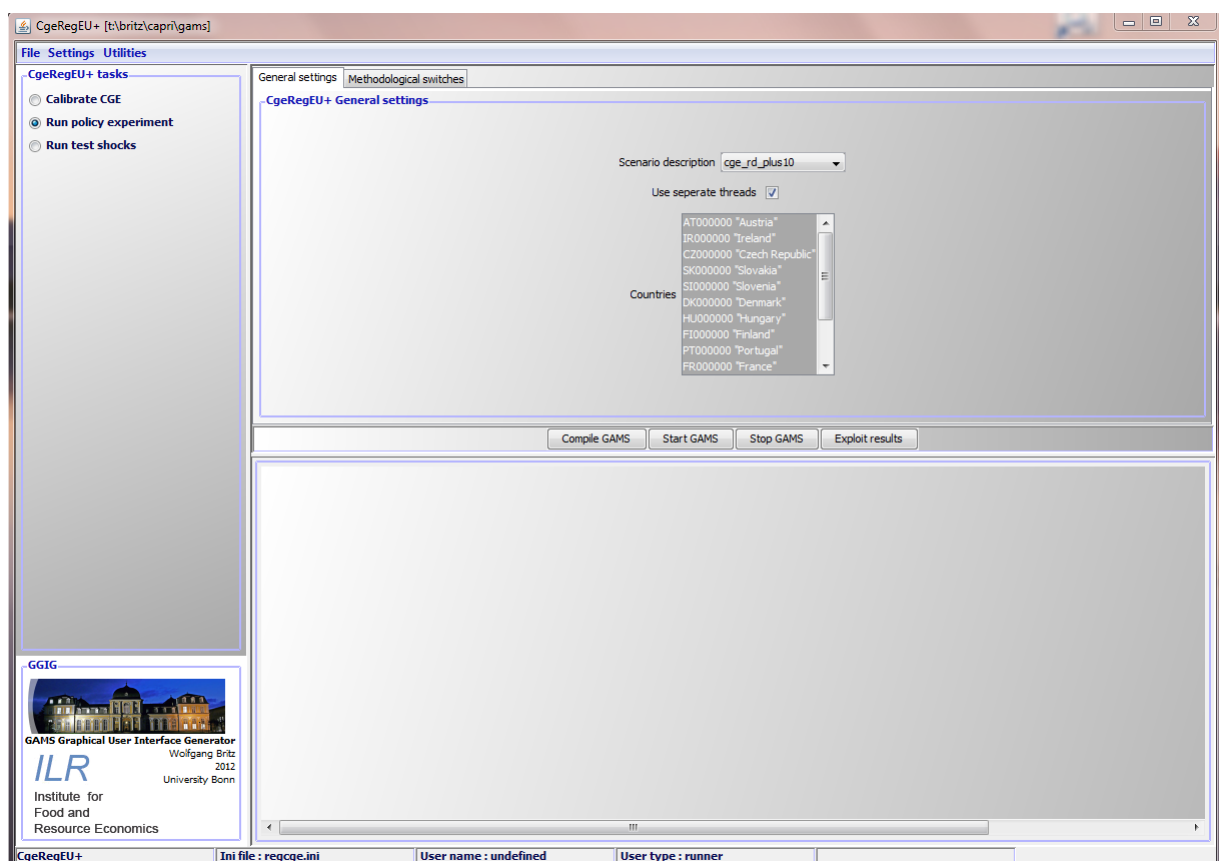 CgeRegEU+ [t:\britz\capri\gams]
File Settings Utilities
CgeRegEU+ tasks
Calibrate CGE
Run policy experiment
Run test shocks
General settings Methodological switches
CgeRegEU+ General settings
Scenario description cge_rd_plus10
Use seperate threads
Countries
AT000000 "Austria"
IR000000 "Ireland"
CZ000000 "Czech Republic"
SK000000 "Slovakia"
SI000000 "Slovenia"
DK000000 "Denmark"
HU000000 "Hungary"
FI000000 "Finland"
PT000000 "Portugal"
FR000000 "France"
Compile GAMS Start GAMS Stop GAMS Exploit results
GGIG
GAMS Graphical User Interface Generator
Wolfgang Britz
2012
University Bonn
ILR
Institute for
Food and
Resource Economics
CgeRegEU+ Ini file : regcge.ini User name : undefined User type : runner